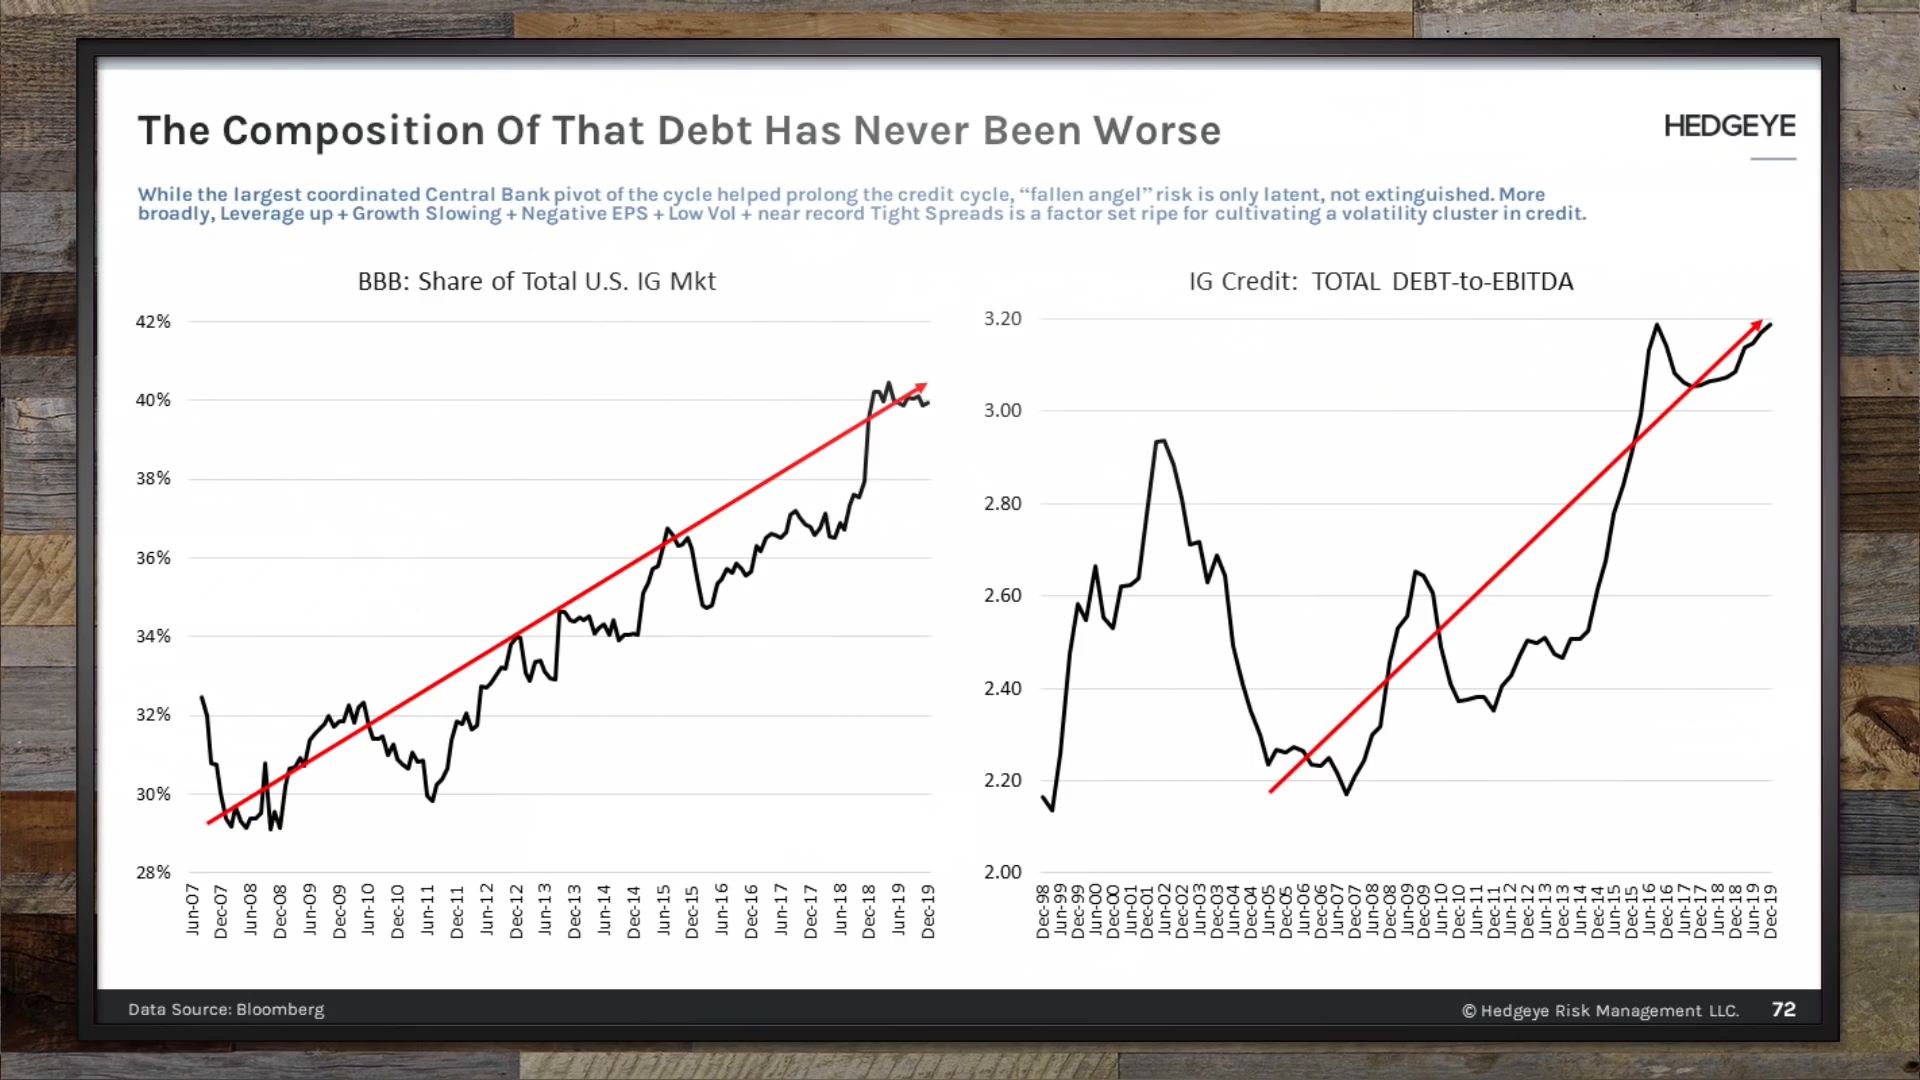 The Composition Of That Debt Has Never Been Worse
HEDGEYE
While the largest coordinated Central Bank pivot of the cycle helped prolong the credit cycle, “fallen angel” risk is only latent, not extinguished. More
broadly, Leverage up + Growth Slowing + Negative EPS + Low Vol + near record Tight Spreads is a factor set ripe for cultivating a volatility cluster in credit.
BBB: Share of Total U.S. IG Mkt
42%
40%
38%
36%
34%
32%
30%
28%
Jun-07
Dec-07
Jun-08
Dec-08
Jun-09
Dec-09
Jun-10
Dec-10
Jun-11
Dec-11
Jun-12
Dec-12
Jun-13
Dec-13
Jun-14
Dec-14
Jun-15
Dec-15
Jun-16
Dec-16
Jun-17
Dec-17
Jun-18
Dec-18
Jun-19
Dec-19
IG Credit: TOTAL DEBT-to-EBITDA
3.20
3.00
2.80
2.60
2.40
2.20
2.00
Dec-98
Jun-99
Dec-99
Jun-00
Dec-00
Jun-01
Dec-01
Jun-02
Dec-02
Jun-03
Dec-03
Jun-04
Dec-04
Jun-05
Dec-05
Jun-06
Dec-06
Jun-07
Dec-07
Jun-08
Dec-08
Jun-09
Dec-09
Jun-10
Dec-10
Jun-11
Dec-11
Jun-12
Dec-12
Jun-13
Dec-13
Jun-14
Dec-14
Jun-15
Dec-15
Jun-16
Dec-16
Jun-17
Dec-17
Jun-18
Dec-18
Jun-19
Dec-19
Data Source: Bloomberg
© Hedgeye Risk Management LLC.
72